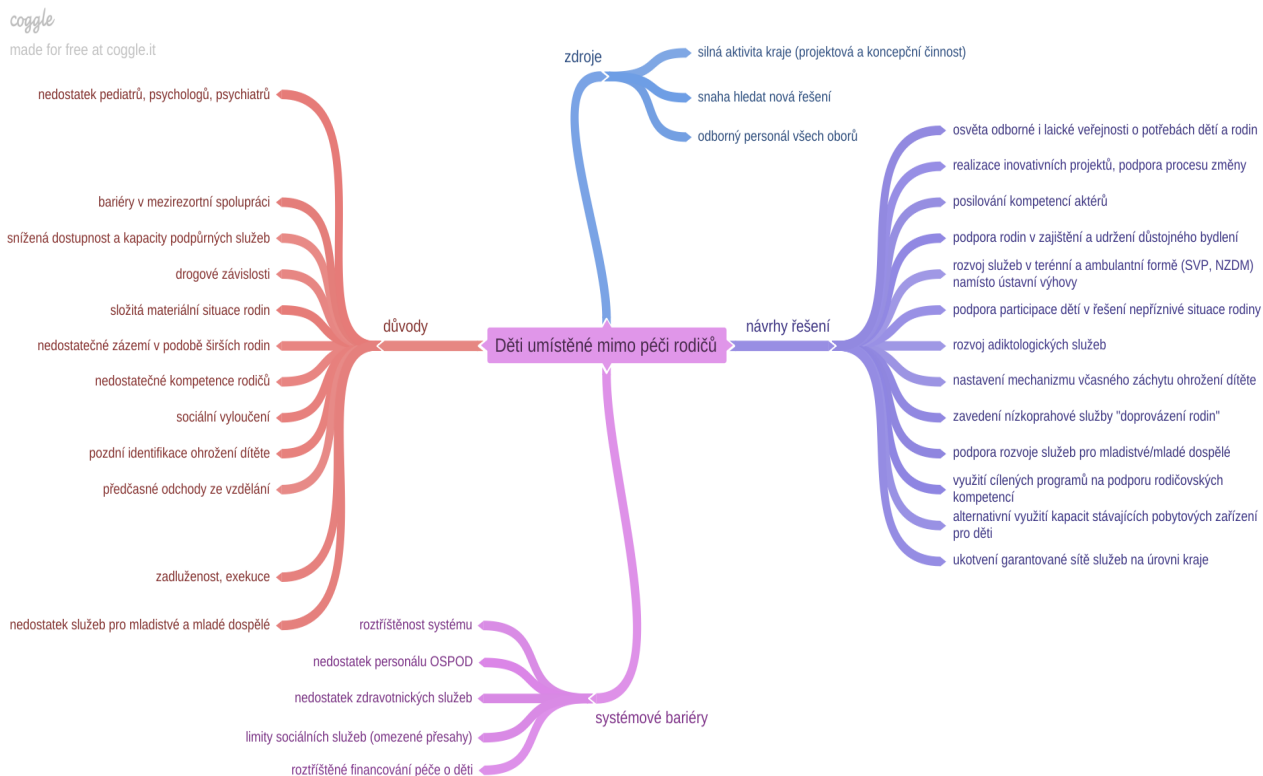 coggle
made for free at coggle.it
zdroje
silná aktivita kraje (projektová a koncepční činnost)
snaha hledat nová řešení
odborný personál všech oborů
nedostatek pediatrů, psychologů, psychiatrů
bariéry v mezirezortní spolupráci
snížená dostupnost a kapacity podpůrných služeb
drogové závislosti
složitá materiální situace rodin
nedostatečné zázemí v podobě širších rodin
nedostatečné kompetence rodičů
sociální vyloučení
pozdní identifikace ohrožení dítěte
předčasné odchody ze vzdělání
zadluženost, exekuce
nedostatek služeb pro mladistvé a mladé dospělé
důvody
Děti umístěné mimo péči rodičů
návrhy řešení
osvěta odborné i laické veřejnosti o potřebách dětí a rodin
realizace inovativních projektů, podpora procesu změny
posilování kompetencí aktérů
podpora rodin v zajištění a udržení důstojného bydlení
rozvoj služeb v terénní a ambulantní formě (SVP, NZDM)
namísto ústavní výhovy
podpora participace dětí v řešení nepříznivé situace rodiny
rozvoj adiktologických služeb
nastavení mechanizmu včasného záchytu ohrožení dítěte
zavedení nízkoprahové služby "doprovázení rodin"
podpora rozvoje služeb pro mladistvé/mladé dospělé
využití cílených programů na podporu rodičovských
kompetencí
alternativní využití kapacit stávajících pobytových zařízení
pro děti
ukotvení garantované sítě služeb na úrovni kraje
roztříštěnost systému
nedostatek personálu OSPOD
nedostatek zdravotnických služeb
limity sociálních služeb (omezené přesahy)
roztříštěné financování péče o děti
systémové bariéry